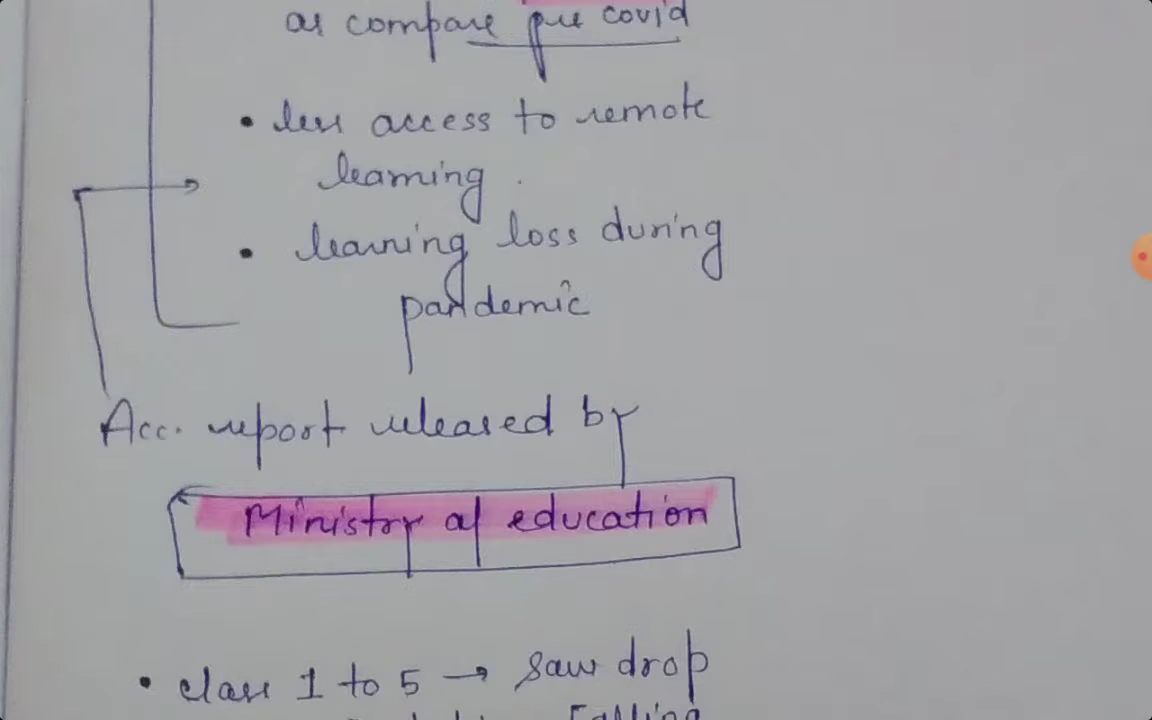 as compare pre covid
• less access to remote
learning .
• learning loss during
pandemic
Acc. report released by
Ministry of education
• class 1 to 5 → saw drop
falling